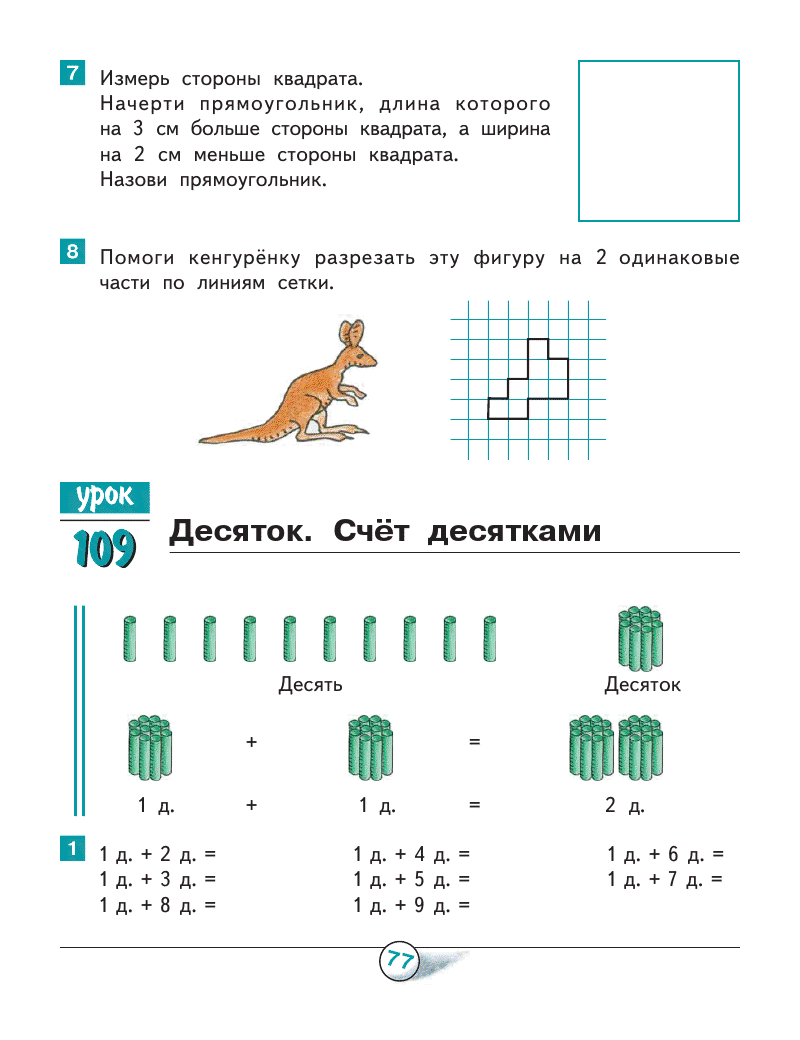 7
Измерь стороны квадрата.
Начерти прямоугольник, длина которого
на 3 см больше стороны квадрата, а ширина
на 2 см меньше стороны квадрата.
Назови прямоугольник.
8
Помоги кенгурёнку разрезать эту фигуру на 2 одинаковые
части по линиям сетки.
урок
109
Десяток. Счёт десятками
Десять Десяток
+ =
1 д. + 1 д. = 2 д.
1
1 д. + 2 д. = 1 д. + 4 д. = 1 д. + 6 д. =
1 д. + 3 д. = 1 д. + 5 д. = 1 д. + 7 д. =
1 д. + 8 д. = 1 д. + 9 д. =
77